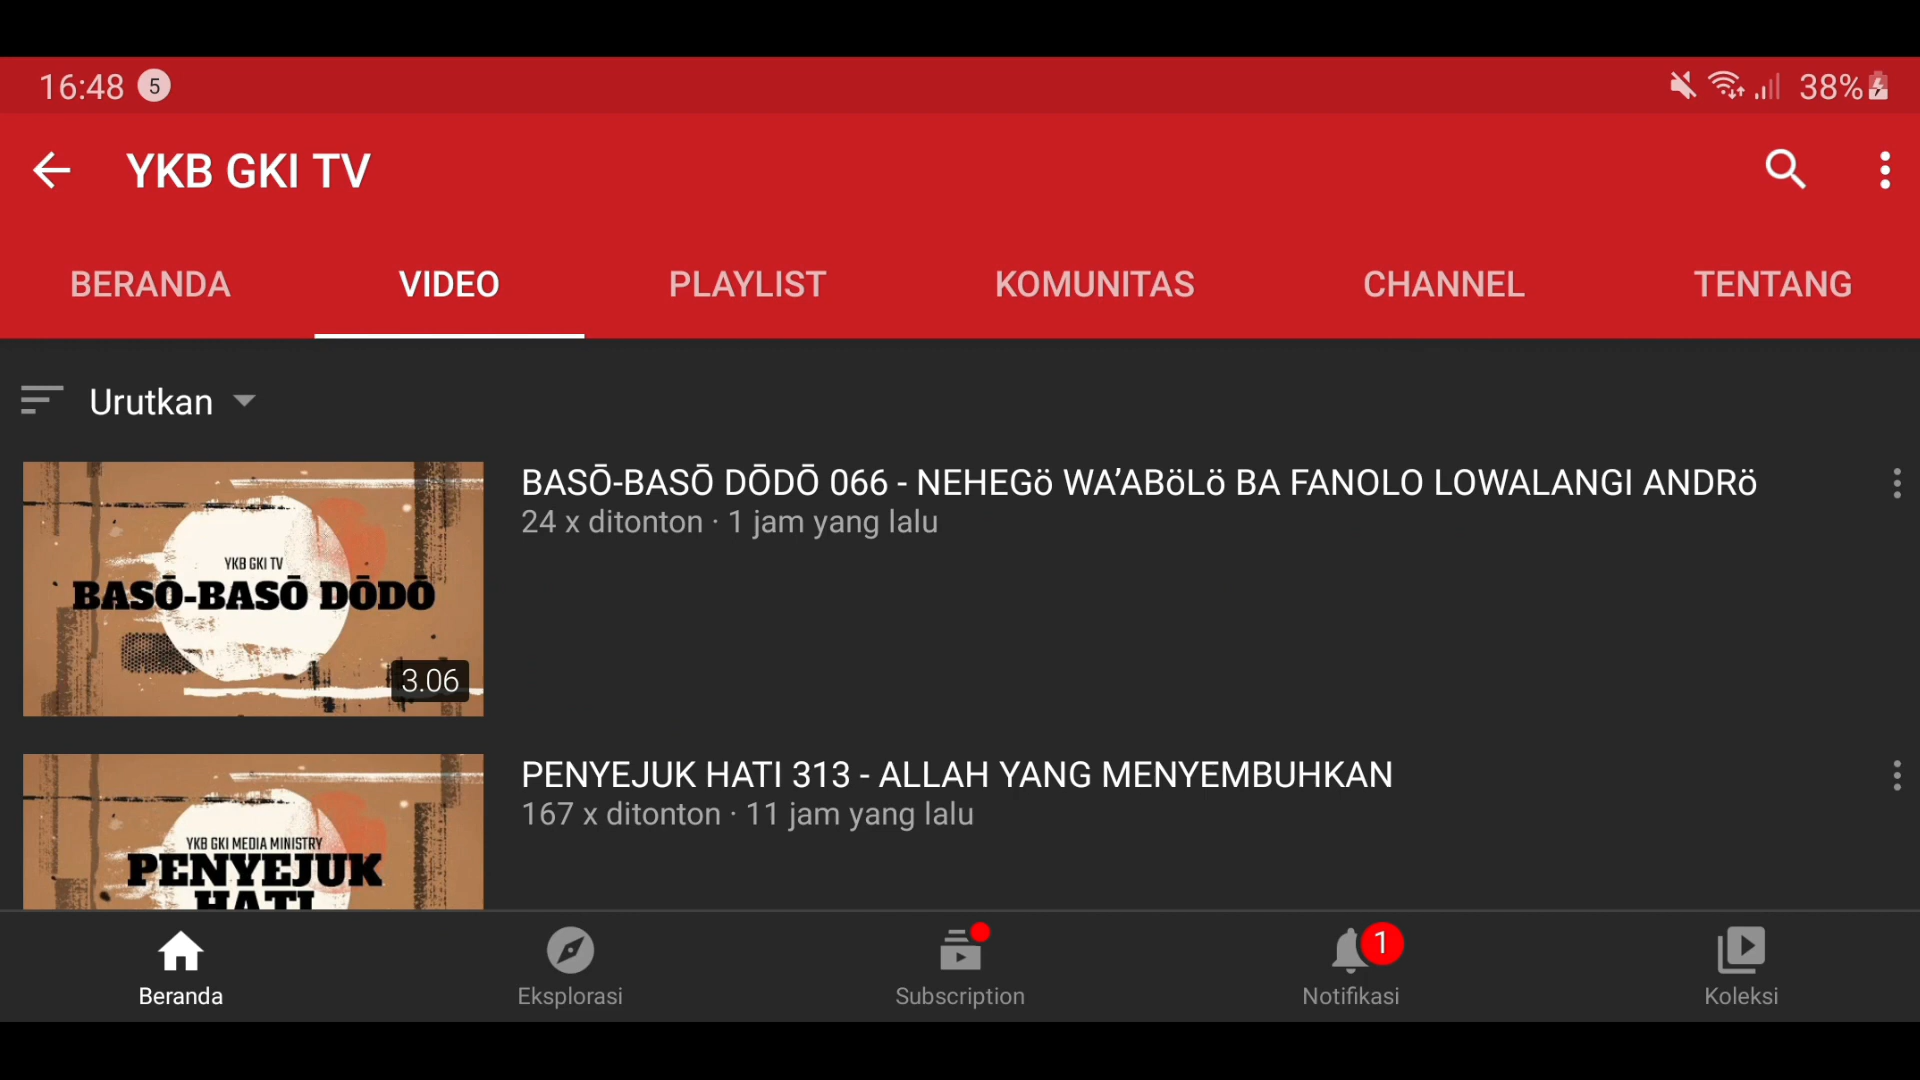 16:48 5 38%
YKB GKI TV
BERANDA VIDEO PLAYLIST KOMUNITAS CHANNEL TENTANG
Urutkan
YKB GKI TV
BASŌ-BASŌ DŌDŌ
3.06
BASŌ-BASŌ DŌDŌ 066 - NEHEGö WA’ABöLö BA FANOLO LOWALANGI ANDRö
24 x ditonton · 1 jam yang lalu
YKB GKI MEDIA MINISTRY
PENYEJUK
HATI
PENYEJUK HATI 313 - ALLAH YANG MENYEMBUHKAN
167 x ditonton · 11 jam yang lalu
1
Beranda Eksplorasi Subscription Notifikasi Koleksi